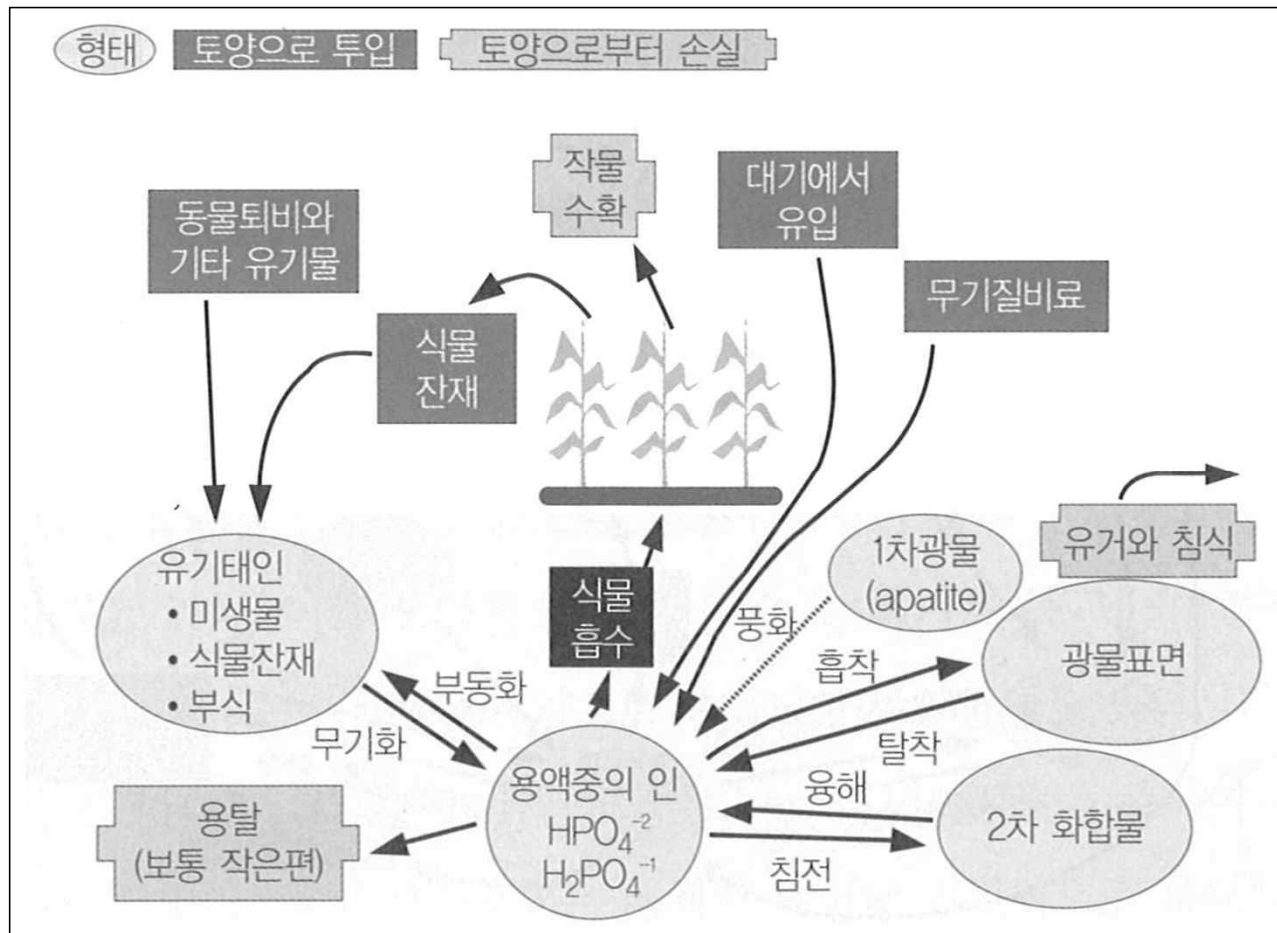 형태
토양으로 투입
토양으로부터 손실
작물
수확
대기에서
유입
동물퇴비와
기타 유기물
무기질비료
식물
잔재
유거와 침식
1차광물
(apatite)
유기태인
• 미생물
• 식물잔재
• 부식
식물
흡수
풍화
광물표면
흡착
부동화
무기화
탈착
용액중의 인
HPO₄⁻²
H₂PO₄⁻¹
융해
2차 화합물
침전
용탈
(보통 작은편)